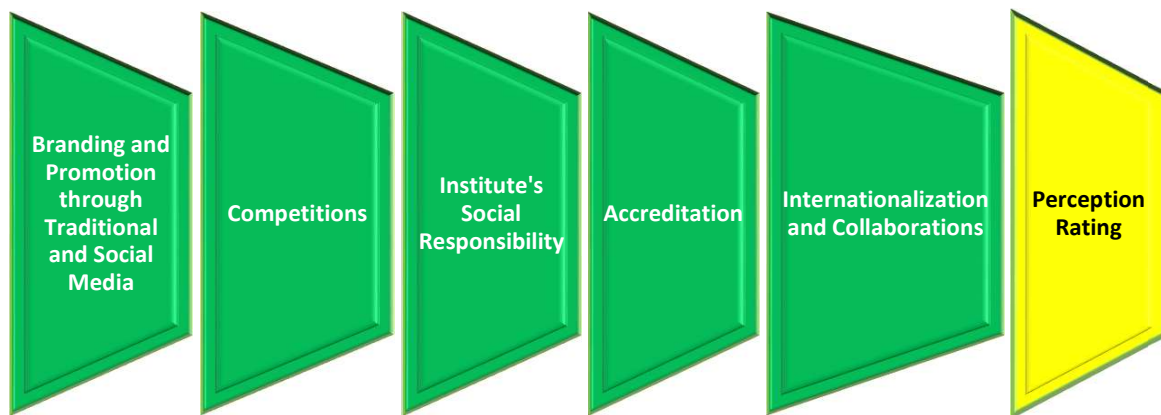 Branding and
Promotion
through
Traditional
and Social
Media
Competitions
Institute's
Social
Responsibility
Accreditation
Internationalization
and Collaborations
Perception
Rating